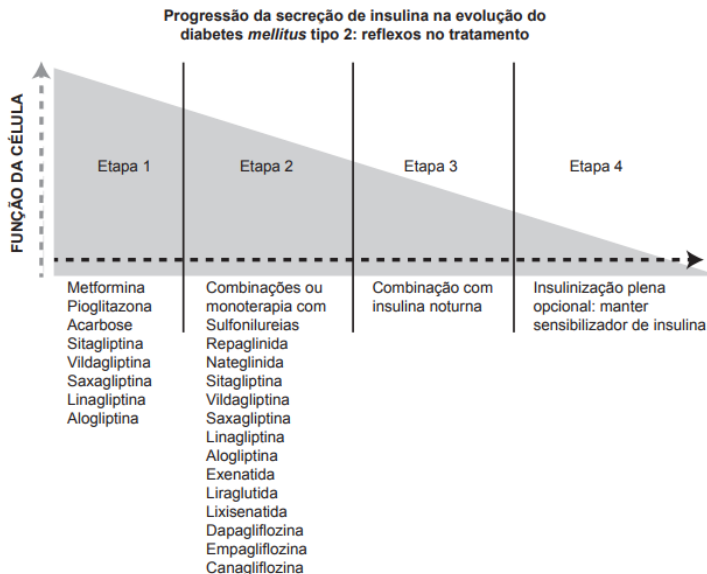 Progressão da secreção de insulina na evolução do
diabetes mellitus tipo 2: reflexos no tratamento
FUNÇÃO DA CÉLULA
Etapa 1
Etapa 2
Etapa 3
Etapa 4
Metformina
Pioglitazona
Acarbose
Sitagliptina
Vildagliptina
Saxagliptina
Linagliptina
Alogliptina
Combinações ou
monoterapia com
Sulfonilureias
Repaglinida
Nateglinida
Sitagliptina
Vildagliptina
Saxagliptina
Linagliptina
Alogliptina
Exenatida
Liraglutida
Lixisenatida
Dapagliflozina
Empagliflozina
Canagliflozina
Combinação com
insulina noturna
Insulinização plena
opcional: manter
sensibilizador de insulina